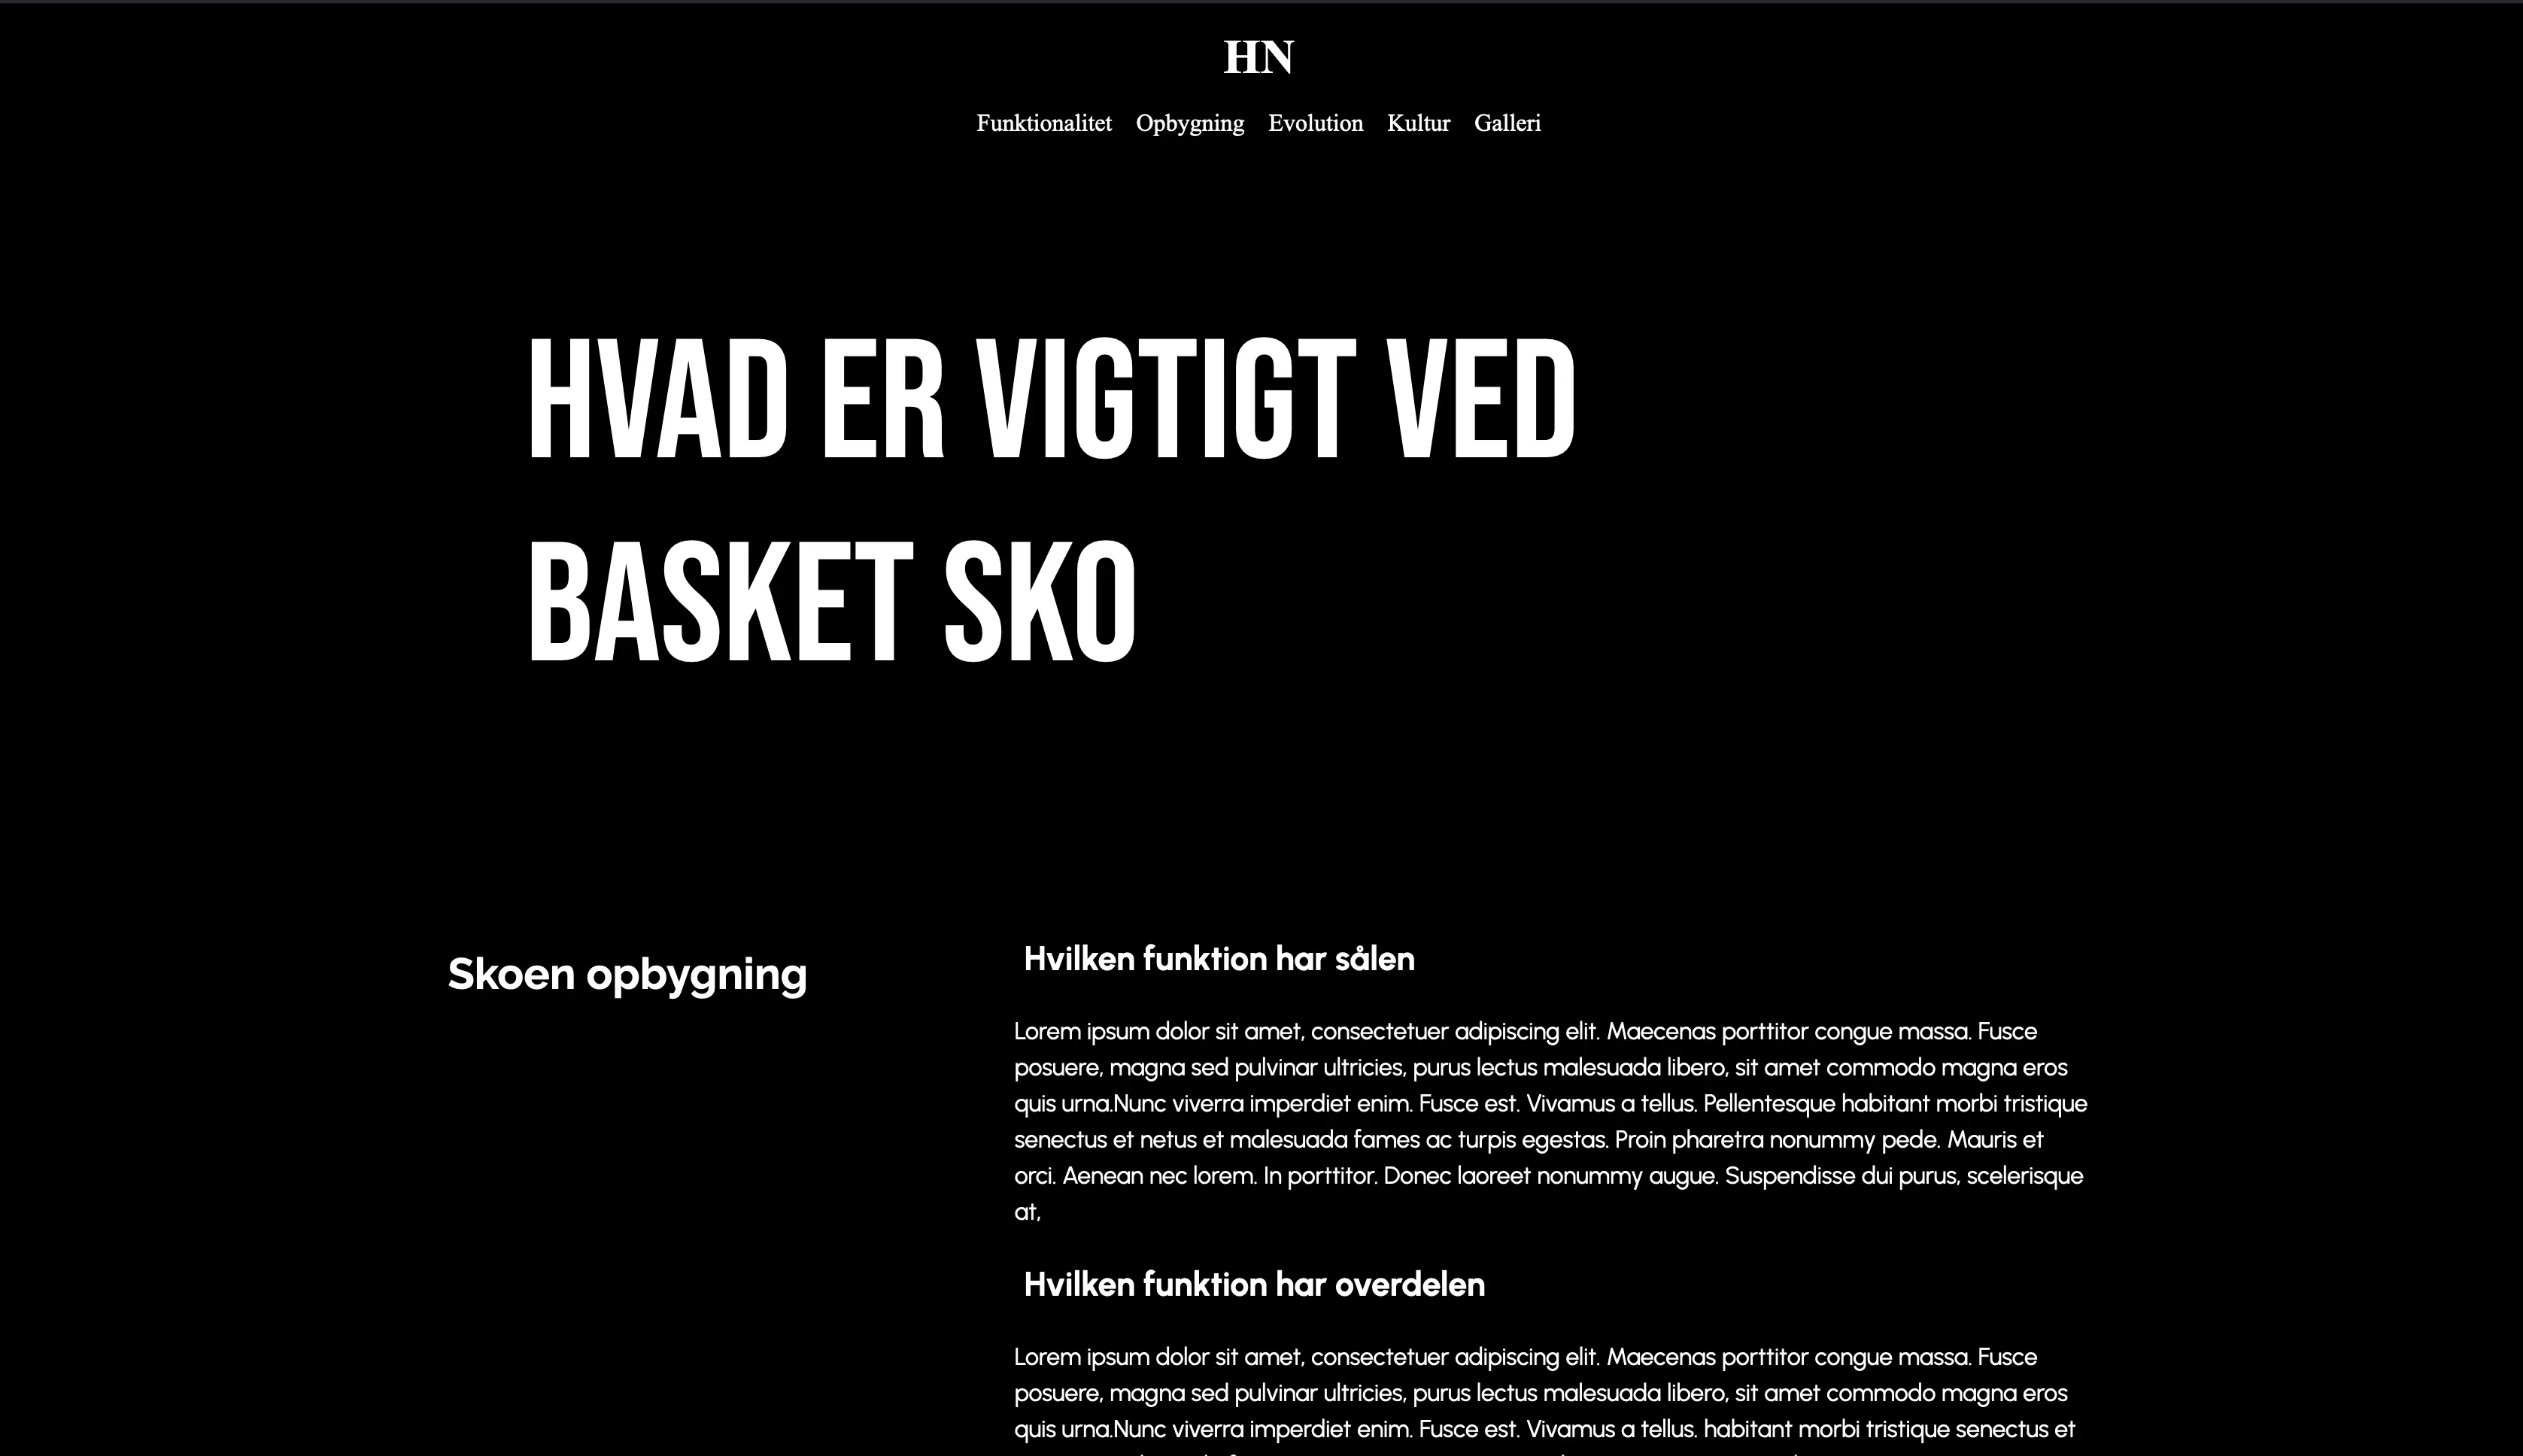 HN
Funktionalitet Opbygning Evolution Kultur Galleri
HVAD ER VIGTIGT VED
BASKET SKO
Skoen opbygning
Hvilken funktion har sålen
Lorem ipsum dolor sit amet, consectetuer adipiscing elit. Maecenas porttitor congue massa. Fusce
posuere, magna sed pulvinar ultricies, purus lectus malesuada libero, sit amet commodo magna eros
quis urna.Nunc viverra imperdiet enim. Fusce est. Vivamus a tellus. Pellentesque habitant morbi tristique
senectus et netus et malesuada fames ac turpis egestas. Proin pharetra nonummy pede. Mauris et
orci. Aenean nec lorem. In porttitor. Donec laoreet nonummy augue. Suspendisse dui purus, scelerisque
at,
Hvilken funktion har overdelen
Lorem ipsum dolor sit amet, consectetuer adipiscing elit. Maecenas porttitor congue massa. Fusce
posuere, magna sed pulvinar ultricies, purus lectus malesuada libero, sit amet commodo magna eros
quis urna.Nunc viverra imperdiet enim. Fusce est. Vivamus a tellus. habitant morbi tristique senectus et